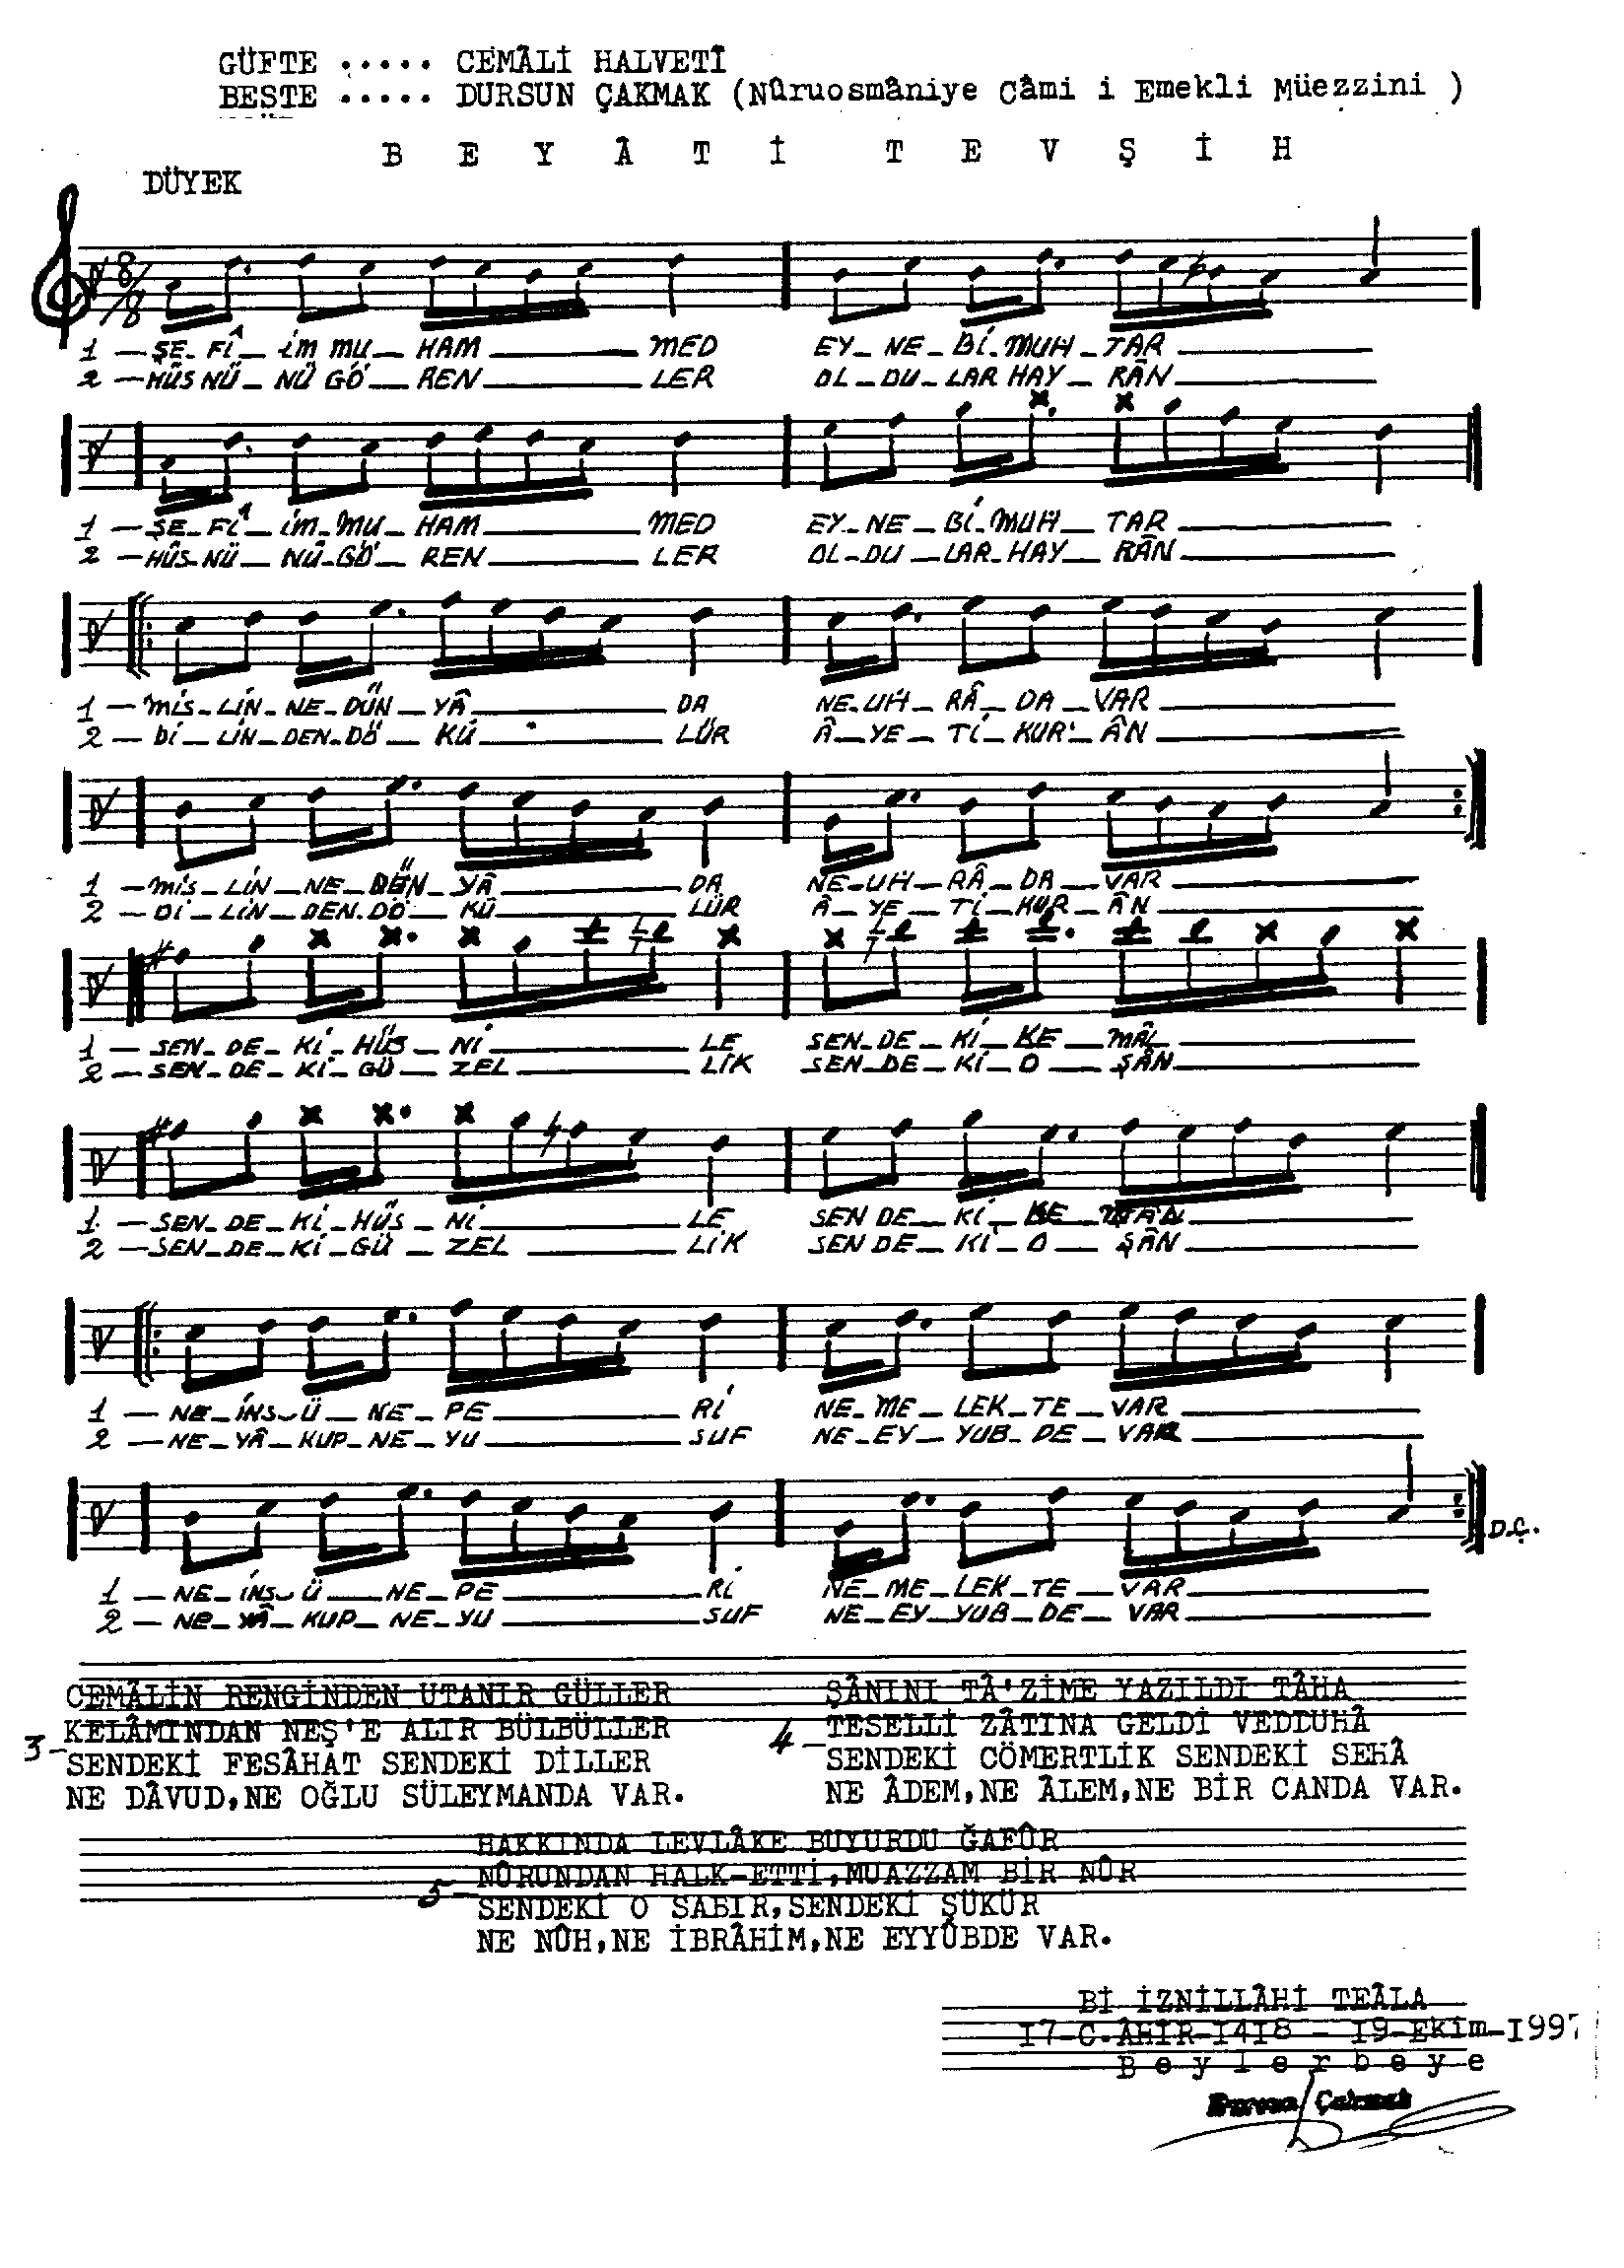 GÜFTE ..... CEMÂLİ HALVETÎ
BESTE ..... DURSUN ÇAKMAK (Nûruosmâniye Câmi i Emekli Müezzini )
BEYÂTİ TEVŞİH
DÜYEK
8/8
1 — ŞE_ FÎ_ İM MU_ HAM MED EY_ NE_ Bİ_ MUH_ TAR
2 — HÛS NÜ_ NÜ GÖ_ REN LER OL_ DU_ LAR HAY_ RÂN
1 — ŞE_ FÎ_ İM_ MU_ HAM MED EY_ NE_ Bİ_ MUH_ TAR
2 — HÛS_ NÜ_ NÛ_ GÖ_ REN LER OL_ DU_ LAR_ HAY_ RÂN
1 — MİS_ LİN_ NE_ DÜN_ YÂ DA NE_ UH_ RÂ_ DA_ VAR
2 — Dİ_ LİN_ DEN_ DÖ_ KÜ LÜR Â_ YE_ Tİ_ KUR'_ ÂN
1 — MİS_ LİN_ NE_ DÜN_ YÂ DA NE_ UH_ RÂ_ DA_ VAR
2 — Dİ_ LİN_ DEN_ DÖ_ KÜ LÜR Â_ YE_ Tİ_ KUR_ ÂN
1 — SEN_ DE_ Kİ_ HÜS_ Nİ LE SEN_ DE_ Kİ_ KE_ MÂL
2 — SEN_ DE_ Kİ_ GÜ_ ZEL LİK SEN_ DE_ Kİ_ O_ ŞÂN
1 — SEN_ DE_ Kİ_ HÜS_ Nİ LE SEN DE_ Kİ_
2 — SEN_ DE_ Kİ_ GÜ_ ZEL LİK SEN DE_ Kİ_ O_ ŞÂN
1 — NE_ İNS_ Ü_ NE_ PE Rİ NE_ ME_ LEK_ TE_ VAR
2 — NE_ YÂ_ KUP_ NE_ YU SUF NE_ EY_ YUB_ DE_ VAR
1 — NE_ İNS_ Ü_ NE_ PE Rİ NE_ ME_ LEK_ TE_ VAR
2 — NE_ YÂ_ KUP_ NE_ YU SUF NE_ EY_ YUB_ DE_ VAR
D.Ç.
3- CEMÂLİN RENGİNDEN UTANIR GÜLLER
KELÂMINDAN NEŞ'E ALIR BÜLBÜLLER
SENDEKİ FESÂHAT SENDEKİ DİLLER
NE DÂVUD,NE OĞLU SÜLEYMANDA VAR.
4- ŞÂNINI TÂ'ZİME YAZILDI TÂHA
TESELLİ ZÂTINA GELDİ VEDDUHÂ
SENDEKİ CÖMERTLİK SENDEKİ SEHÂ
NE ÂDEM,NE ÂLEM,NE BİR CANDA VAR.
5- HAKKINDA LEVLÂKE BUYURDU ĞAFÛR
NÛRUNDAN HALK-ETTİ,MUAZZAM BİR NÛR
SENDEKİ O SABIR,SENDEKİ ŞÜKÜR
NE NÛH,NE İBRÂHİM,NE EYYÛBDE VAR.
Bİ İZNİLLÂHİ TEÂLA
17-C.ÂHİR-1418 - 19-Ekim-1997
Beylerbeye
Dursun Çakmak